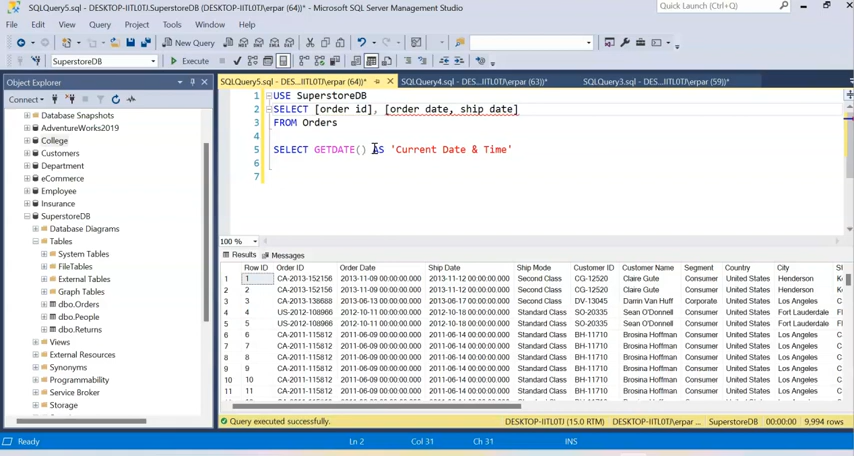 SQLQuery5.sql - DESKTOP-IITL0TJ.SuperstoreDB (DESKTOP-IITL0TJ\erpar (64))* - Microsoft SQL Server Management Studio
Quick Launch (Ctrl+Q)
File Edit View Query Project Tools Window Help
New Query
MDX DMX XMLA DAX
SuperstoreDB
Execute
Object Explorer
Connect
Database Snapshots
AdventureWorks2019
College
Customers
Department
eCommerce
Employee
Insurance
SuperstoreDB
Database Diagrams
Tables
System Tables
FileTables
External Tables
Graph Tables
dbo.Orders
dbo.People
dbo.Returns
Views
External Resources
Synonyms
Programmability
Service Broker
Storage
SQLQuery5.sql - DES...IITL0TJ\erpar (64))* SQLQuery4.sql - DES...IITL0TJ\erpar (63))* SQLQuery3.sql - DES...IITL0TJ\erpar (59))*
1 USE SuperstoreDB
2 SELECT [order id], [order date, ship date]
3 FROM Orders
4
5 SELECT GETDATE() AS 'Current Date & Time'
6
7
100 %
Results Messages
Row ID Order ID Order Date Ship Date Ship Mode Customer ID Customer Name Segment Country City
1 1 CA-2013-152156 2013-11-09 00:00:00.000 2013-11-12 00:00:00.000 Second Class CG-12520 Claire Gute Consumer United States Henderson
2 2 CA-2013-152156 2013-11-09 00:00:00.000 2013-11-12 00:00:00.000 Second Class CG-12520 Claire Gute Consumer United States Henderson
3 3 CA-2013-138688 2013-06-13 00:00:00.000 2013-06-17 00:00:00.000 Second Class DV-13045 Darrin Van Huff Corporate United States Los Angeles
4 4 US-2012-108966 2012-10-11 00:00:00.000 2012-10-18 00:00:00.000 Standard Class SO-20335 Sean O'Donnell Consumer United States Fort Lauderdale
5 5 US-2012-108966 2012-10-11 00:00:00.000 2012-10-18 00:00:00.000 Standard Class SO-20335 Sean O'Donnell Consumer United States Fort Lauderdale
6 6 CA-2011-115812 2011-06-09 00:00:00.000 2011-06-14 00:00:00.000 Standard Class BH-11710 Brosina Hoffman Consumer United States Los Angeles
7 7 CA-2011-115812 2011-06-09 00:00:00.000 2011-06-14 00:00:00.000 Standard Class BH-11710 Brosina Hoffman Consumer United States Los Angeles
8 8 CA-2011-115812 2011-06-09 00:00:00.000 2011-06-14 00:00:00.000 Standard Class BH-11710 Brosina Hoffman Consumer United States Los Angeles
9 9 CA-2011-115812 2011-06-09 00:00:00.000 2011-06-14 00:00:00.000 Standard Class BH-11710 Brosina Hoffman Consumer United States Los Angeles
10 10 CA-2011-115812 2011-06-09 00:00:00.000 2011-06-14 00:00:00.000 Standard Class BH-11710 Brosina Hoffman Consumer United States Los Angeles
11 11 CA-2011-115812 2011-06-09 00:00:00.000 2011-06-14 00:00:00.000 Standard Class BH-11710 Brosina Hoffman Consumer United States Los Angeles
Query executed successfully. DESKTOP-IITL0TJ (15.0 RTM) DESKTOP-IITL0TJ\erpar ... SuperstoreDB 00:00:00 9,994 rows
Ready Ln 2 Col 31 Ch 31 INS